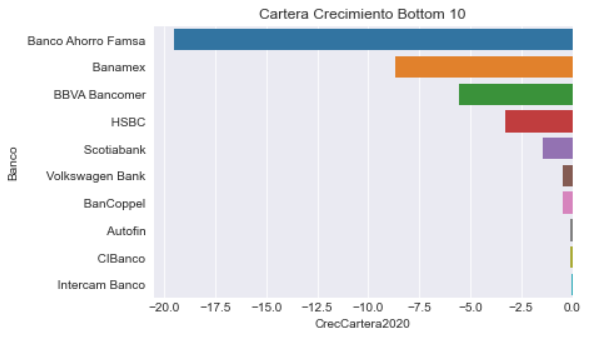 Cartera Crecimiento Bottom 10
Banco Ahorro Famsa
Banamex
BBVA Bancomer
HSBC
Scotiabank
Volkswagen Bank
BanCoppel
Autofin
CIBanco
Intercam Banco
Banco
−20.0 −17.5 −15.0 −12.5 −10.0 −7.5 −5.0 −2.5 0.0
CrecCartera2020